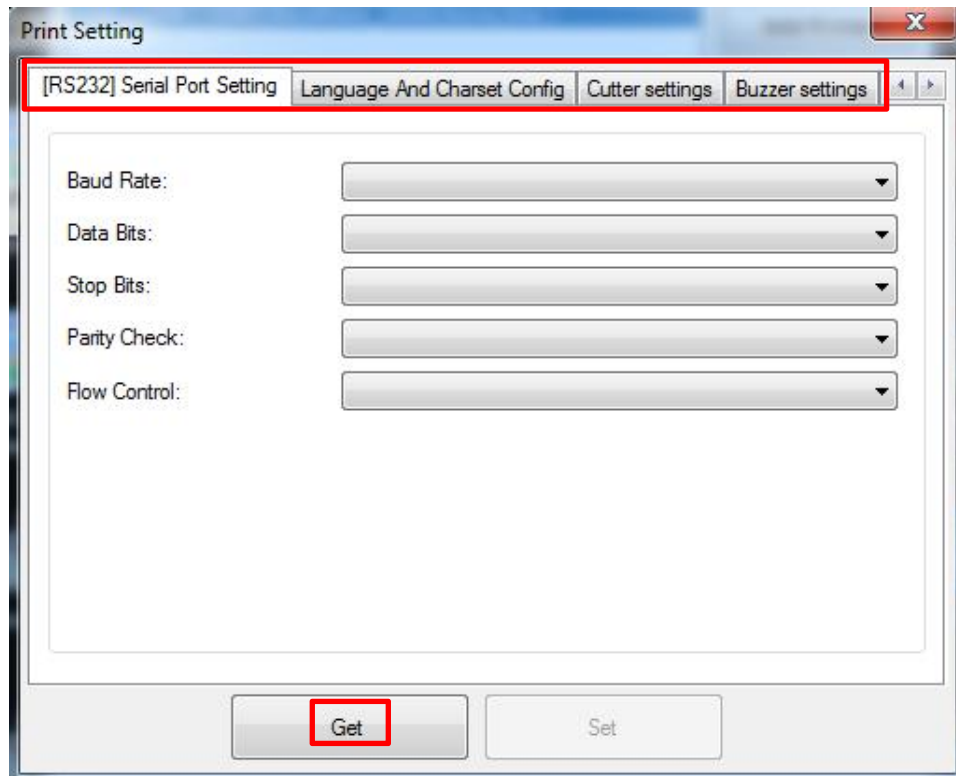 Print Setting
[RS232] Serial Port Setting Language And Charset Config Cutter settings Buzzer settings
Baud Rate:
Data Bits:
Stop Bits:
Parity Check:
Flow Control:
Get Set